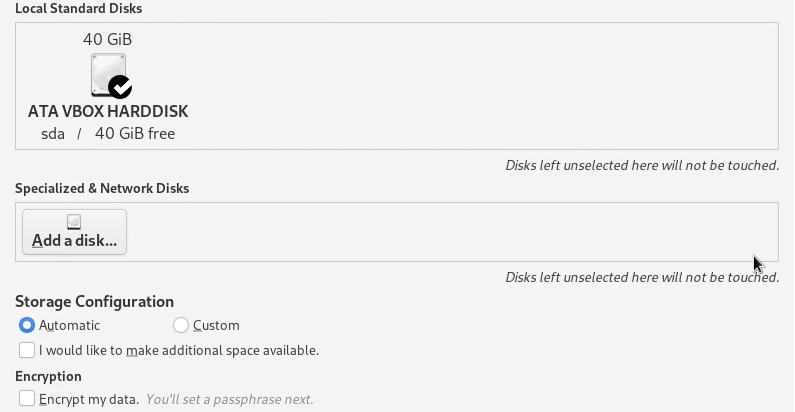 Local Standard Disks
40 GiB
ATA VBOX HARDDISK
sda / 40 GiB free
Disks left unselected here will not be touched.
Specialized & Network Disks
Add a disk...
Disks left unselected here will not be touched.
Storage Configuration
Automatic Custom
I would like to make additional space available.
Encryption
Encrypt my data. You'll set a passphrase next.